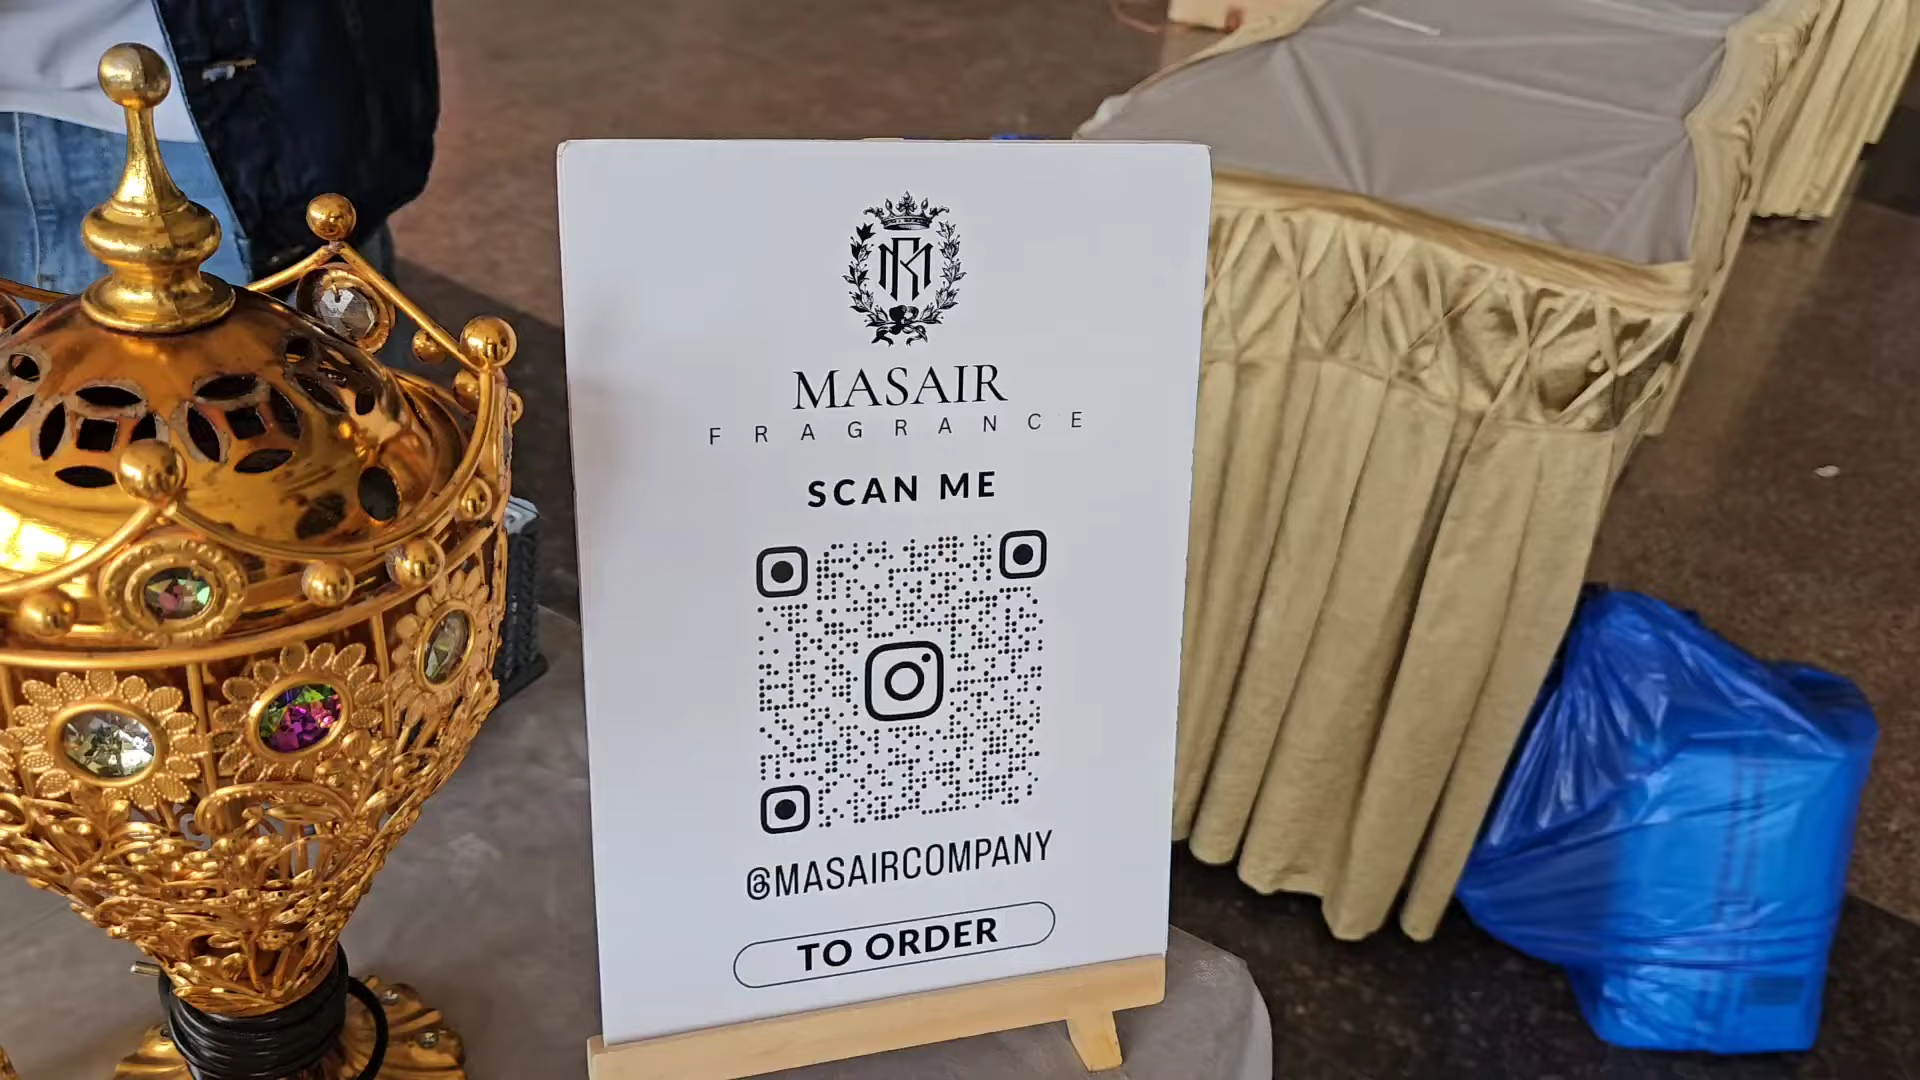 MASAIR
FRAGRANCE
SCAN ME
@MASAIRCOMPANY
TO ORDER